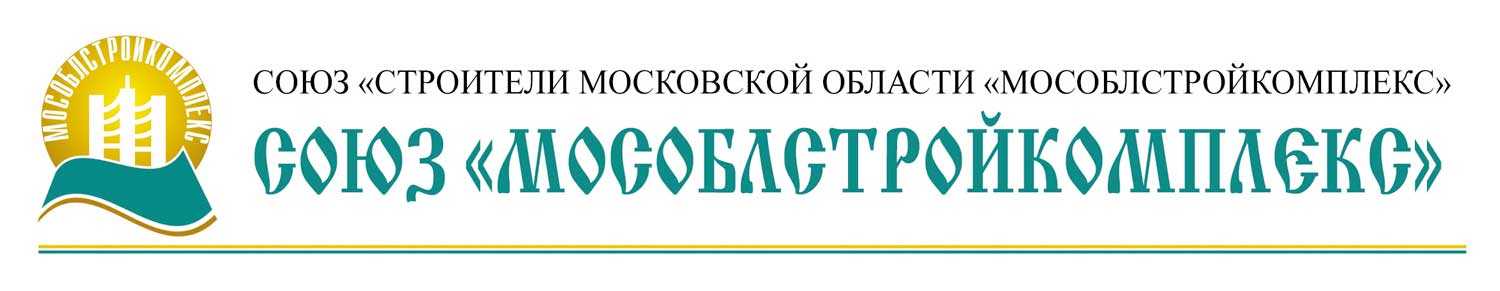 МОСОБЛСТРОЙКОМПЛЕКС
СОЮЗ «СТРОИТЕЛИ МОСКОВСКОЙ ОБЛАСТИ «МОСОБЛСТРОЙКОМПЛЕКС»
СОЮЗ «МОСОБЛСТРОЙКОМПЛЕКС»